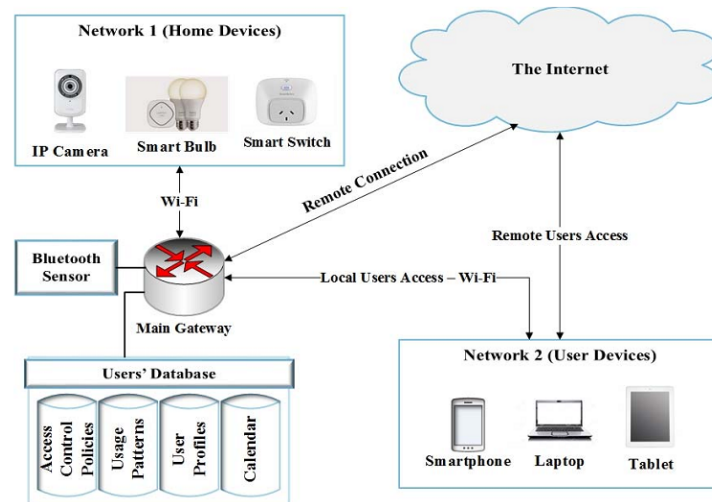 Network 1 (Home Devices)
IP Camera
Smart Bulb
Smart Switch
The Internet
Wi-Fi
Remote Connection
Remote Users Access
Bluetooth
Sensor
Local Users Access – Wi-Fi
Main Gateway
Users' Database
Access
Control
Policies
Usage
Patterns
User
Profiles
Calendar
Network 2 (User Devices)
Smartphone
Laptop
Tablet